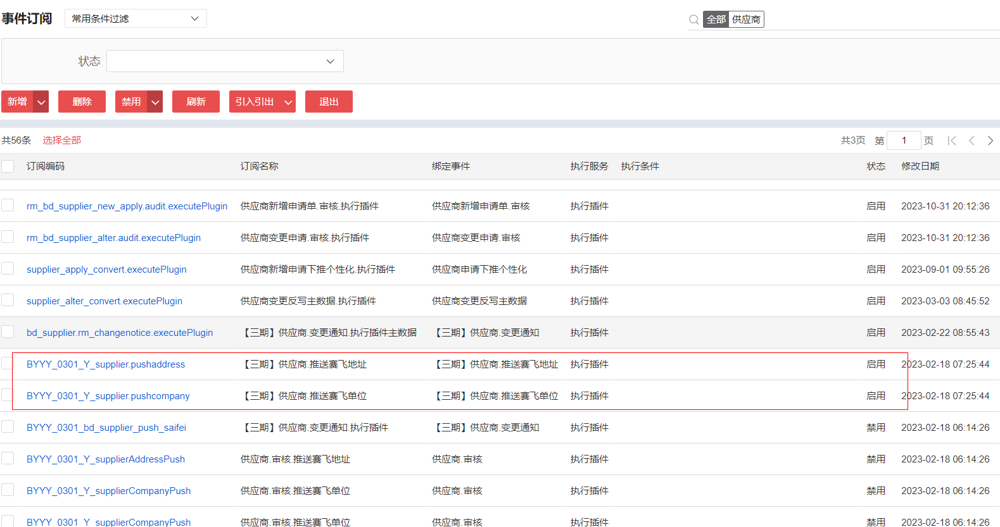 事件订阅 常用条件过滤 全部 供应商
状态
新增 删除 禁用 刷新 引入引出 退出
共56条 选择全部 共3页 第 1 页
订阅编码 订阅名称 绑定事件 执行服务 执行条件 状态 修改日期
rm_bd_supplier_new_apply.audit.executePlugin 供应商新增申请单.审核.执行插件 供应商新增申请单.审核 执行插件 启用 2023-10-31 20:12:36
rm_bd_supplier_alter.audit.executePlugin 供应商变更申请.审核.执行插件 供应商变更申请.审核 执行插件 启用 2023-10-31 20:12:36
supplier_apply_convert.executePlugin 供应商新增申请下推个性化.执行插件 供应商申请下推个性化 执行插件 启用 2023-09-01 09:55:26
supplier_alter_convert.executePlugin 供应商变更反写主数据.执行插件 供应商变更反写主数据 执行插件 启用 2023-03-03 08:45:52
bd_supplier.rm_changenotice.executePlugin 【三期】供应商.变更通知.执行插件主数据 【三期】供应商.变更通知 执行插件 启用 2023-02-22 08:55:43
BYYY_0301_Y_supplier.pushaddress 【三期】供应商.推送赛飞地址 【三期】供应商.推送赛飞地址 执行插件 启用 2023-02-18 07:25:44
BYYY_0301_Y_supplier.pushcompany 【三期】供应商.推送赛飞单位 【三期】供应商.推送赛飞单位 执行插件 启用 2023-02-18 07:25:44
BYYY_0301_bd_supplier_push_saifei 【三期】供应商.变更通知.执行插件 【三期】供应商.变更通知 执行插件 禁用 2023-02-18 06:14:26
BYYY_0301_Y_supplierAddressPush 供应商.审核.推送赛飞地址 供应商.审核 执行插件 禁用 2023-02-18 06:14:26
BYYY_0301_Y_supplierCompanyPush 供应商.审核.推送赛飞单位 供应商.审核 执行插件 禁用 2023-02-18 06:14:26
BYYY_0301_Y_supplierCompanyPush 供应商.审核.推送赛飞单位 供应商.审核 执行插件 禁用 2023-02-18 06:14:26